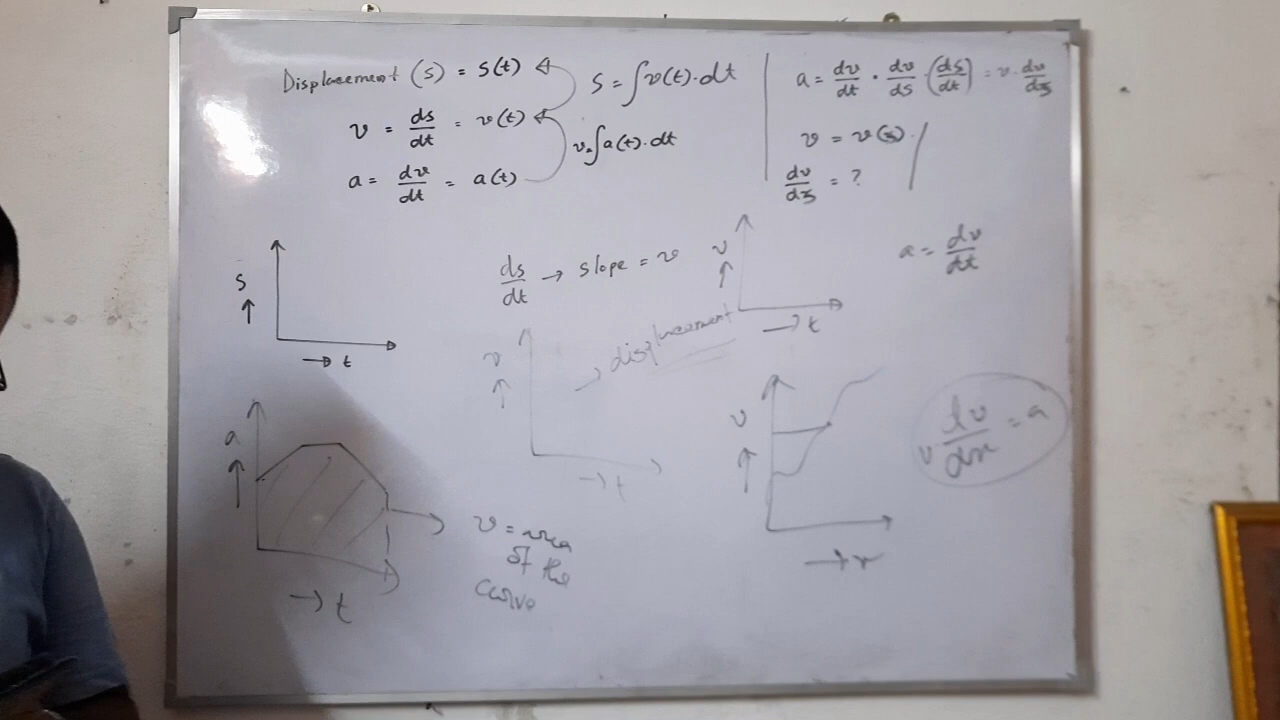 Displacement (s) = s(t)
s = ∫v(t)·dt
v = ds/dt = v(t)
v = ∫a(t)·dt
a = dv/dt = a(t)
a = dv/dt · dv/ds · (ds/dt) = v · dv/ds
v = v(s)
dv/ds = ?
s
→ t
ds/dt → slope = v
v
→ t
a = dv/dt
v
→ displacement
→ t
a
→ t
v = area
of the
curve
v
→ x
v dv/dx = a